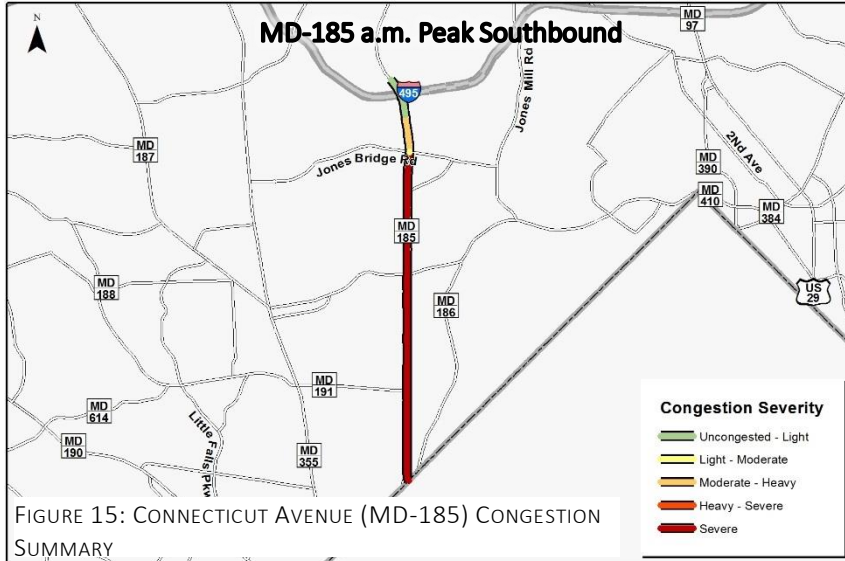 N
MD-185 a.m. Peak Southbound
MD
97
495
Jones Mill Rd
MD
187
Jones Bridge Rd
2Nd Ave
MD
390
MD
410
MD
384
MD
185
MD
188
MD
186
US
29
MD
191
MD
614
MD
190
Little Falls Pkwy
MD
355
Congestion Severity
Uncongested - Light
Light - Moderate
Moderate - Heavy
Heavy - Severe
Severe
FIGURE 15: CONNECTICUT AVENUE (MD-185) CONGESTION
SUMMARY